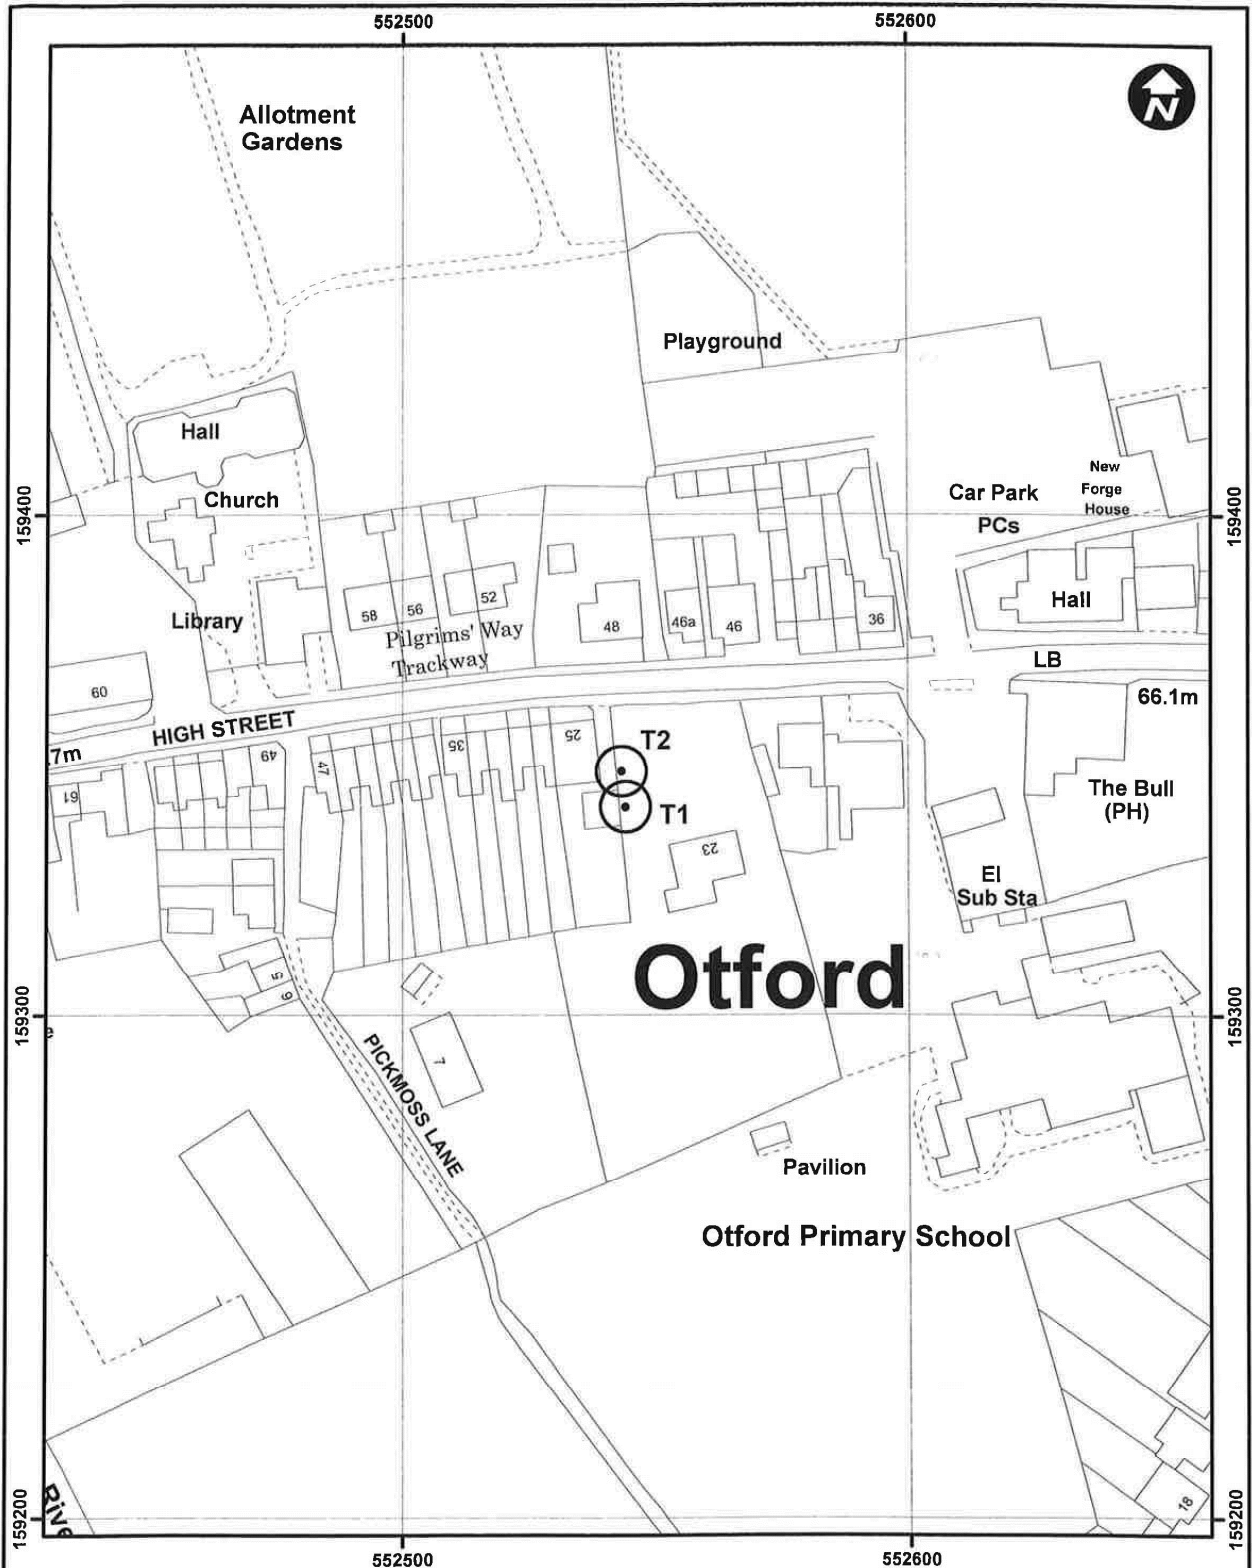 552500
552600
N
Allotment
Gardens
Playground
Hall
Church
159400
159400
New
Forge
House
Car Park
PCs
Hall
Library
58
56
52
48
46a
46
36
Pilgrims' Way
Trackway
LB
66.1m
60
HIGH STREET
.7m
49
47
35
25
T2
T1
61
23
The Bull
(PH)
El
Sub Sta
Otford
5
6
159300
159300
e
7
PICKMOSS LANE
Pavilion
Otford Primary School
18
Rive
159200
159200
552500
552600